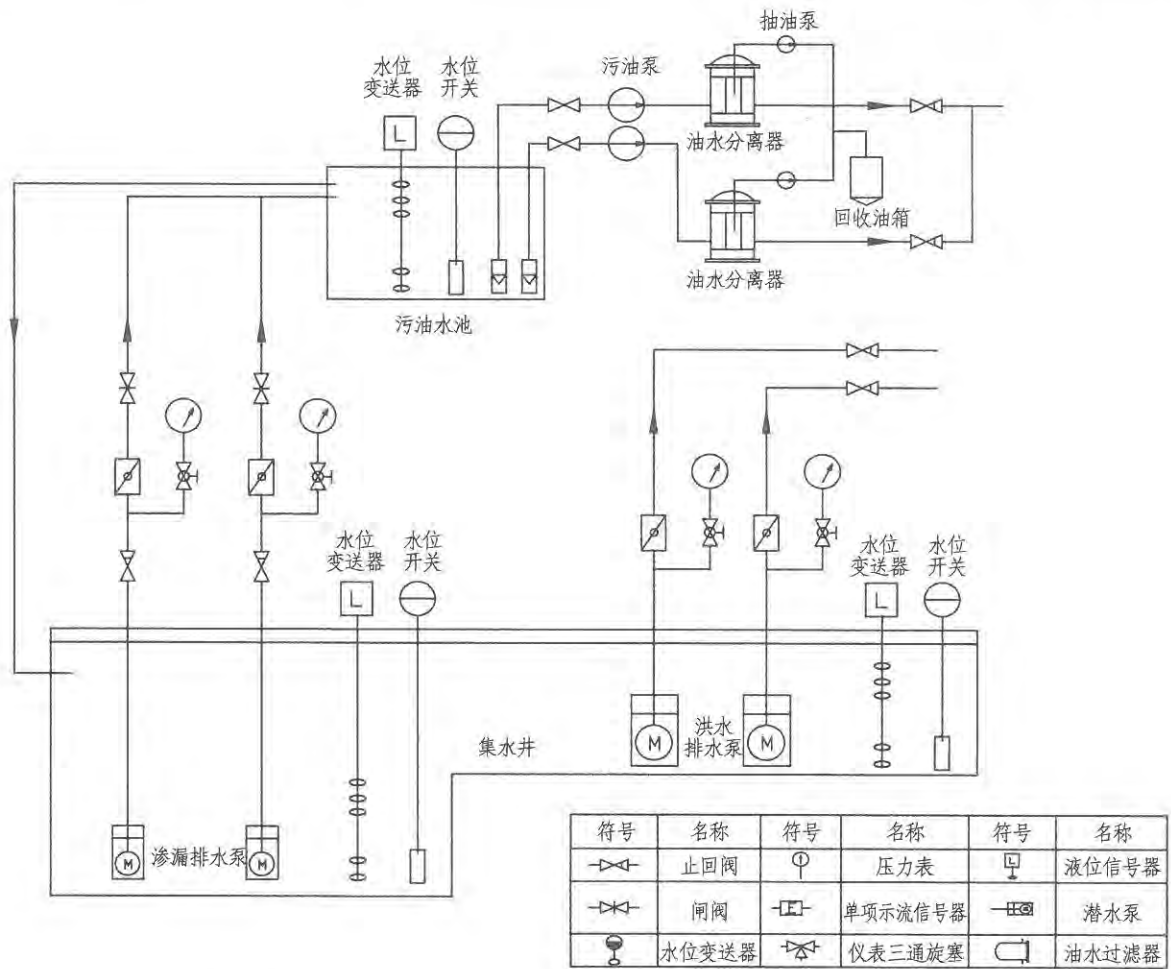 抽油泵
水位
变送器
水位
开关
污油泵
L
油水分离器
回收油箱
油水分离器
污油水池
水位
变送器
水位
开关
水位
变送器
水位
开关
L
L
集水井
洪水
排水泵
M
M
渗漏排水泵
M
M
符号 名称 符号 名称 符号 名称
止回阀 压力表 L 液位信号器
闸阀 单项示流信号器 潜水泵
水位变送器 仪表三通旋塞 油水过滤器